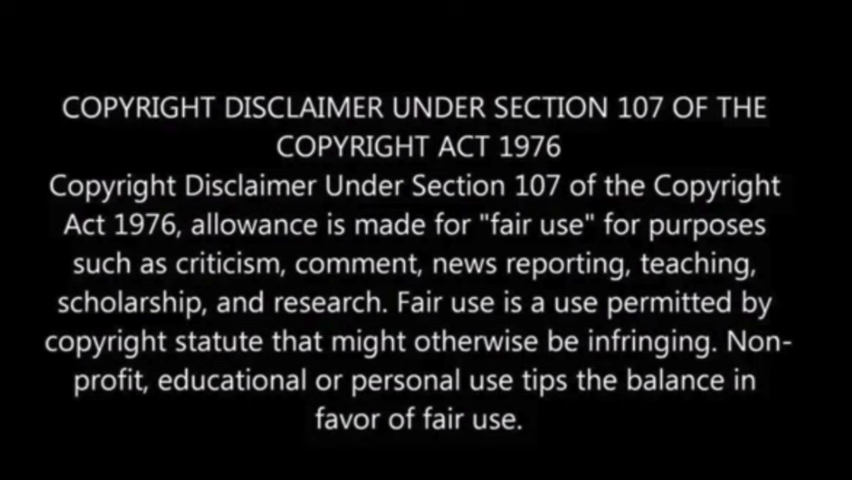 COPYRIGHT DISCLAIMER UNDER SECTION 107 OF THE
COPYRIGHT ACT 1976
Copyright Disclaimer Under Section 107 of the Copyright
Act 1976, allowance is made for "fair use" for purposes
such as criticism, comment, news reporting, teaching,
scholarship, and research. Fair use is a use permitted by
copyright statute that might otherwise be infringing. Non-
profit, educational or personal use tips the balance in
favor of fair use.